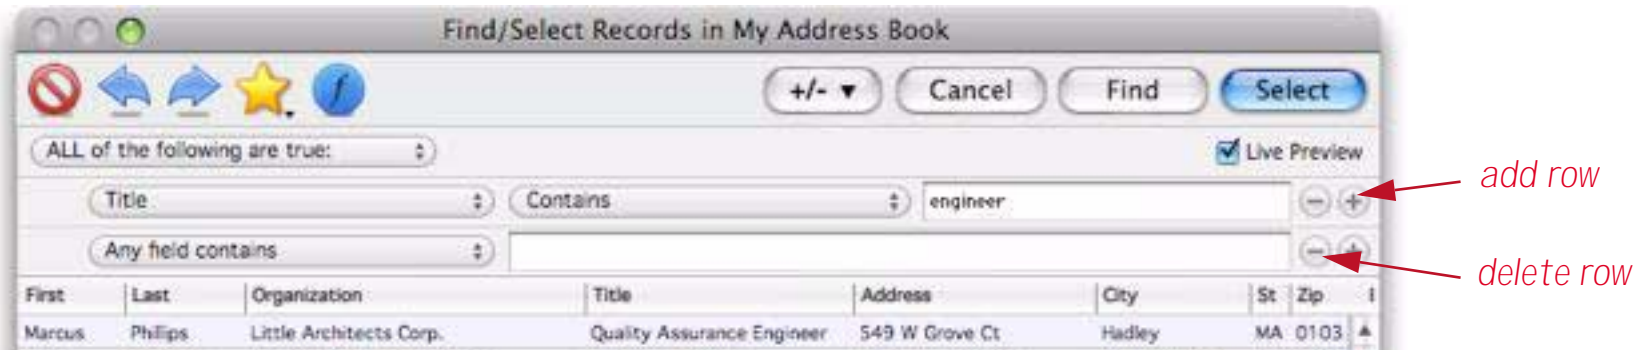 Find/Select Records in My Address Book
+/- ▼ Cancel Find Select
ALL of the following are true: Live Preview
Title Contains engineer add row
Any field contains delete row
First Last Organization Title Address City St Zip
Marcus Phillips Little Architects Corp. Quality Assurance Engineer 549 W Grove Ct Hadley MA 0103